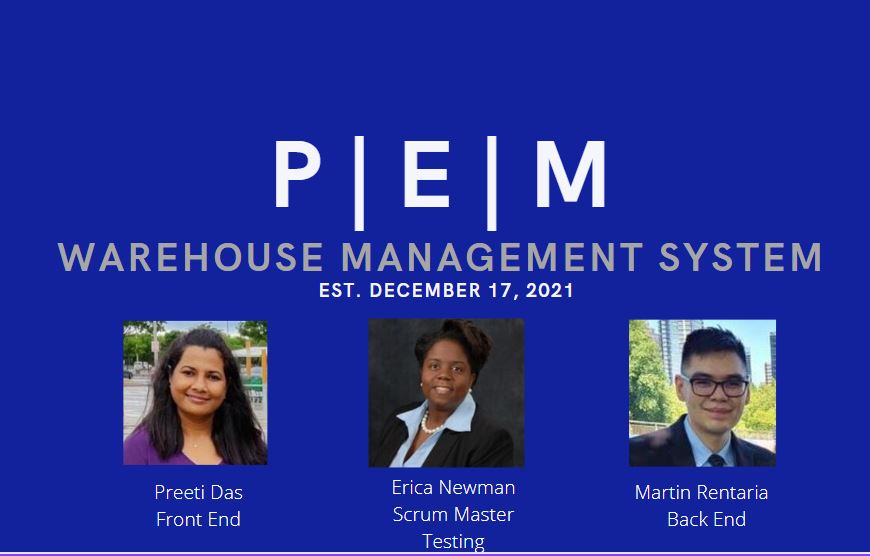 P | E | M
WAREHOUSE MANAGEMENT SYSTEM
EST. DECEMBER 17, 2021
Preeti Das
Front End
Erica Newman
Scrum Master
Testing
Martin Rentaria
Back End